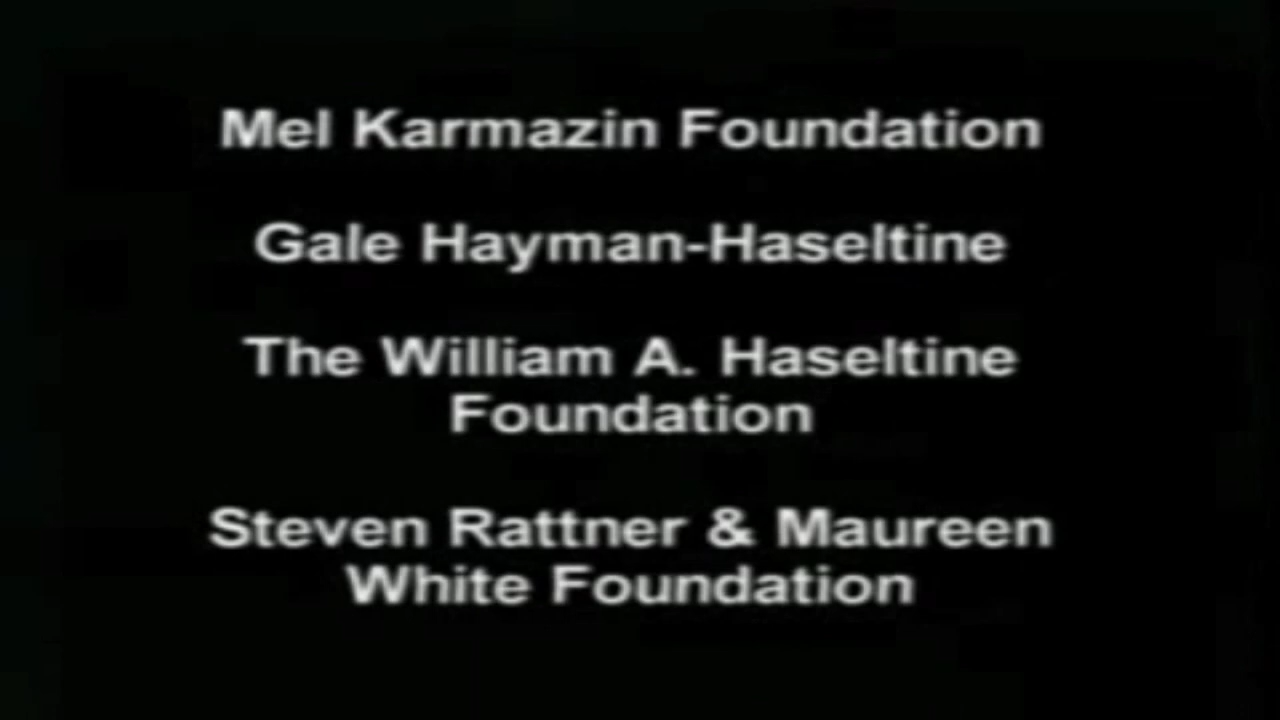 Mel Karmazin Foundation
Gale Hayman-Haseltine
The William A. Haseltine
Foundation
Steven Rattner & Maureen
White Foundation